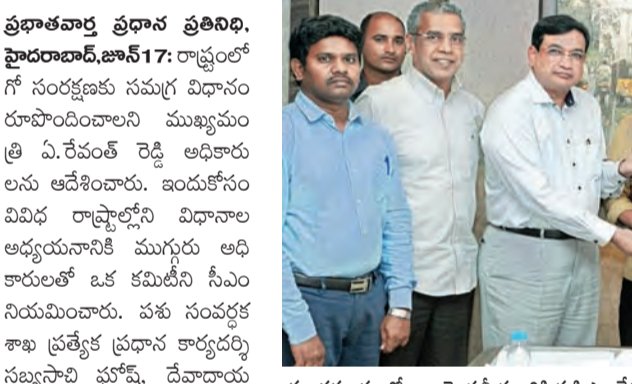 ప్రభాతవార్త ప్రధాన ప్రతినిధి,
హైదరాబాద్,జూన్17: రాష్ట్రంలో
గో సంరక్షణకు సమగ్ర విధానం
రూపొందించాలని ముఖ్యమం
త్రి ఏ.రేవంత్ రెడ్డి అధికారు
లను ఆదేశించారు. ఇందుకోసం
వివిధ రాష్ట్రాల్లోని విధానాల
అధ్యయనానికి ముగ్గురు అధి
కారులతో ఒక కమిటీని సీఎం
నియమించారు. పశు సంవర్ధక
శాఖ ప్రత్యేక ప్రధాన కార్యదర్శి
సబ్యసాచి ఘోష్, దేవాదాయ